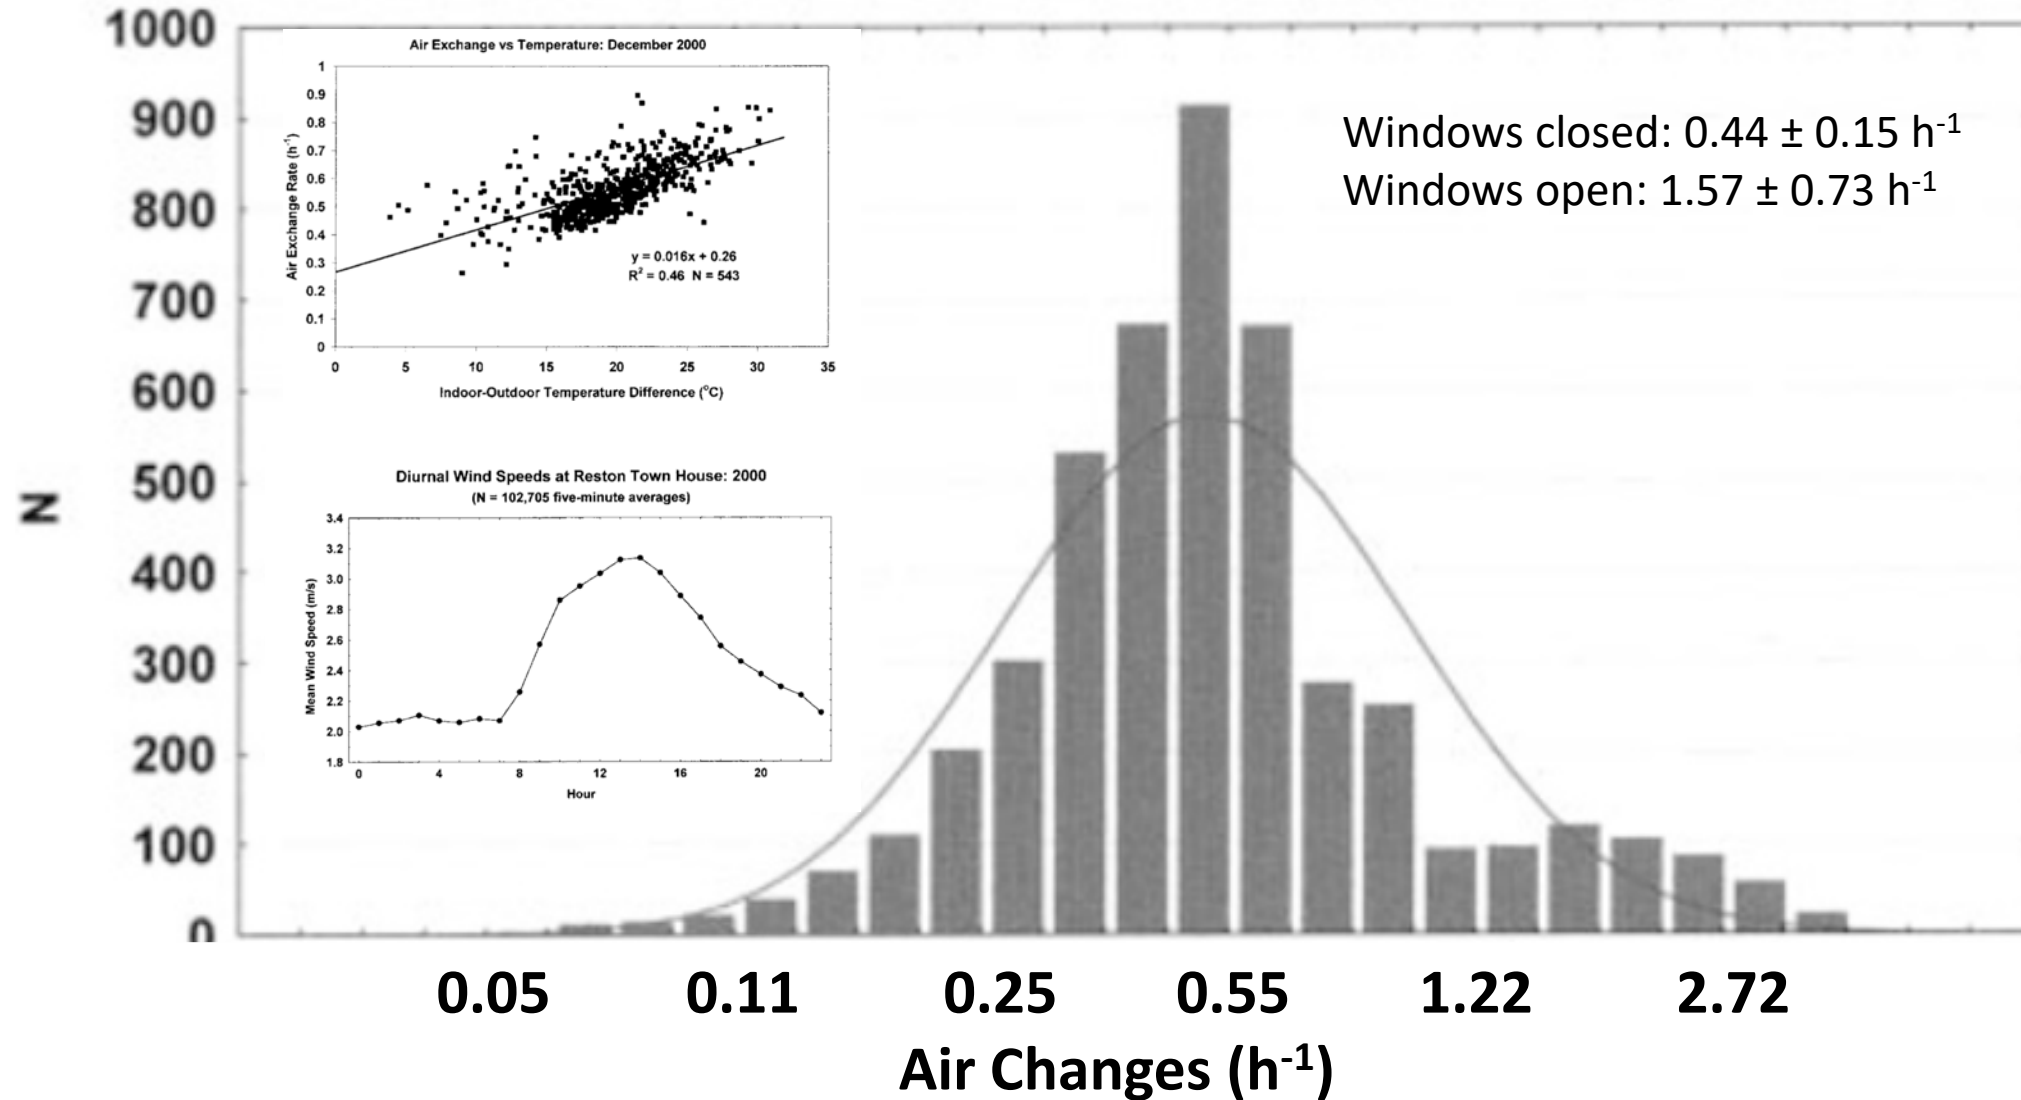 1000
900
800
700
600
500
400
300
200
100
0
N
Air Exchange vs Temperature: December 2000
1
0.9
0.8
0.7
0.6
0.5
0.4
0.3
0.2
0.1
0
Air Exchange Rate (h⁻¹)
y = 0.016x + 0.26
R² = 0.46 N = 543
0 5 10 15 20 25 30 35
Indoor-Outdoor Temperature Difference (°C)
Diurnal Wind Speeds at Reston Town House: 2000
(N = 102,705 five-minute averages)
3.4
3.2
3.0
2.8
2.6
2.4
2.2
2.0
1.8
Mean Wind Speed (m/s)
0 4 8 12 16 20
Hour
Windows closed: 0.44 ± 0.15 h⁻¹
Windows open: 1.57 ± 0.73 h⁻¹
0.05 0.11 0.25 0.55 1.22 2.72
Air Changes (h⁻¹)